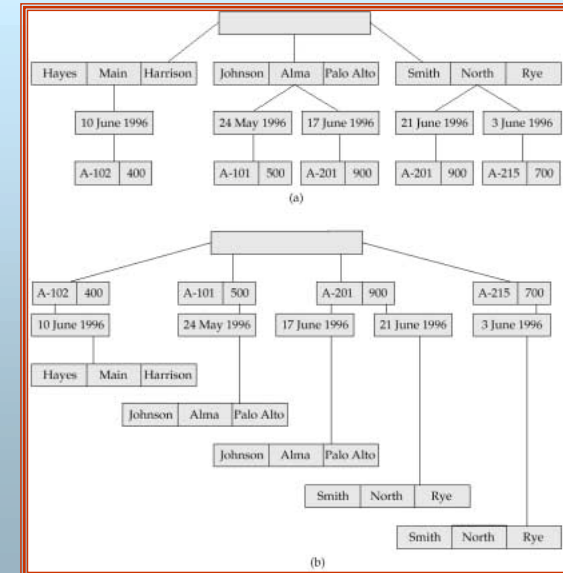 Hayes Main Harrison Johnson Alma Palo Alto Smith North Rye
10 June 1996 24 May 1996 17 June 1996 21 June 1996 3 June 1996
A-102 400 A-101 500 A-201 900 A-201 900 A-215 700
(a)
A-102 400 A-101 500 A-201 900 A-215 700
10 June 1996 24 May 1996 17 June 1996 21 June 1996 3 June 1996
Hayes Main Harrison
Johnson Alma Palo Alto
Johnson Alma Palo Alto
Smith North Rye
Smith North Rye
(b)